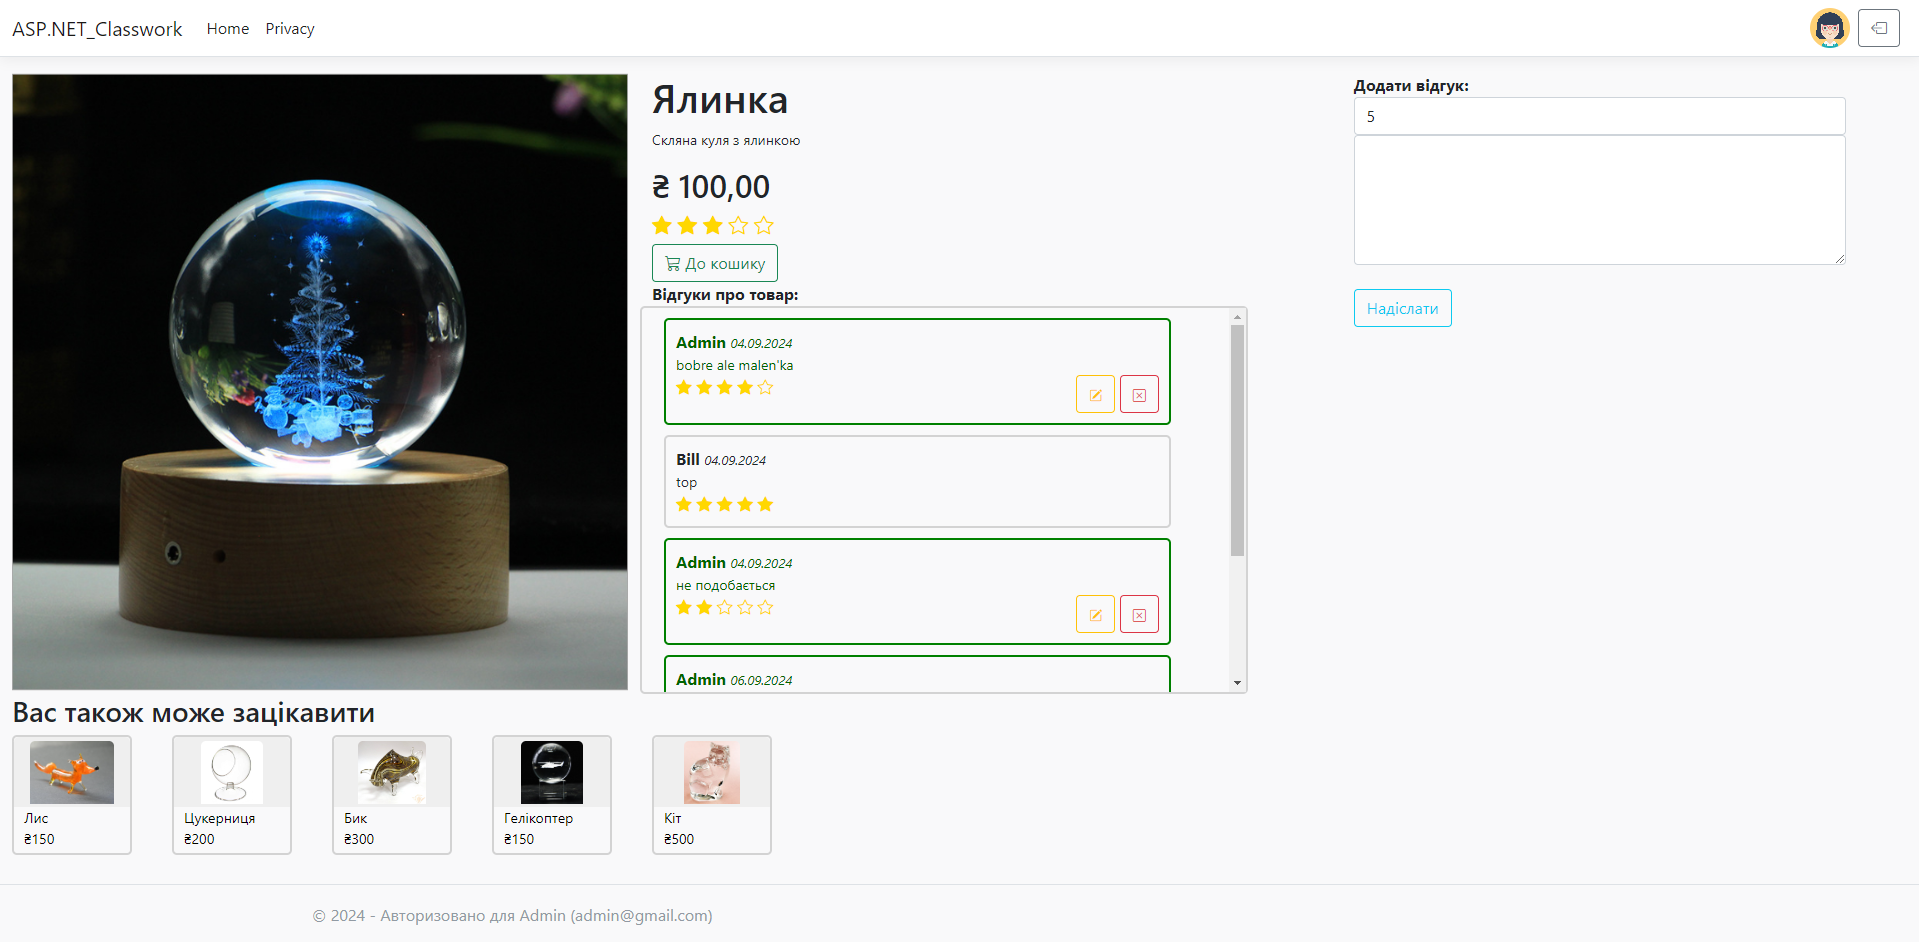 ASP.NET_Classwork Home Privacy
Ялинка
Скляна куля з ялинкою
₴ 100,00
До кошику
Відгуки про товар:
Admin 04.09.2024
bobre ale malen'ka
Bill 04.09.2024
top
Admin 04.09.2024
не подобається
Admin 06.09.2024
Додати відгук:
5
Надіслати
Вас також може зацікавити
Лис
₴150
Цукерниця
₴200
Бик
₴300
Гелікоптер
₴150
Кіт
₴500
© 2024 - Авторизовано для Admin (admin@gmail.com)